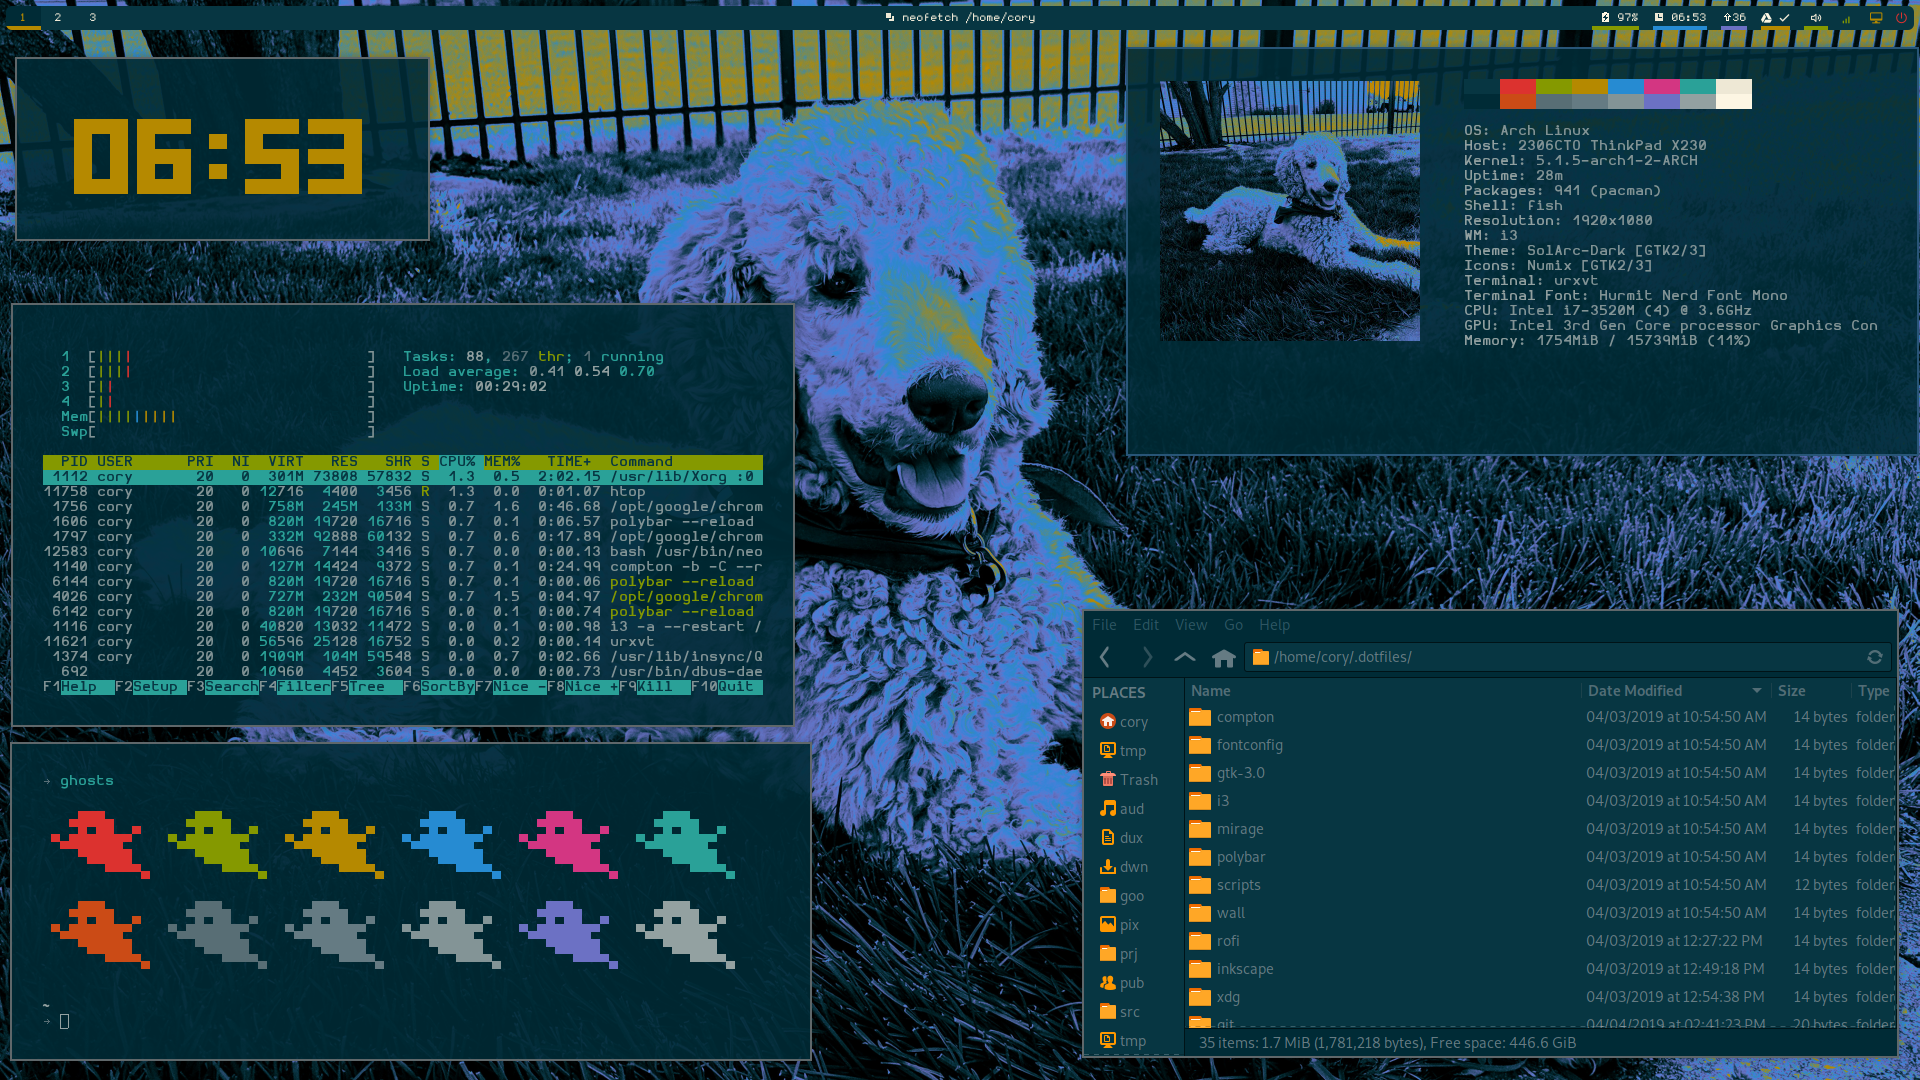 1 2 3
neofetch /home/cory
97% 06:53 36
06:53
1 [|||| ]
2 [|||| ]
3 [|| ]
4 [|| ]
Mem[||||||||| ]
Swp[ ]
Tasks: 88, 267 thr; 1 running
Load average: 0.41 0.54 0.70
Uptime: 00:29:02
PID USER PRI NI VIRT RES SHR S CPU% MEM% TIME+ Command
1112 cory 20 0 301M 73808 57832 S 1.3 0.5 2:02.15 /usr/lib/Xorg :0
11758 cory 20 0 12716 4400 3456 R 1.3 0.0 0:01.07 htop
1756 cory 20 0 758M 245M 133M S 0.7 1.6 0:46.68 /opt/google/chrom
1606 cory 20 0 820M 19720 16716 S 0.7 0.1 0:06.57 polybar --reload
1797 cory 20 0 332M 92888 60132 S 0.7 0.6 0:17.89 /opt/google/chrom
12583 cory 20 0 10696 7144 3416 S 0.7 0.0 0:00.13 bash /usr/bin/neo
1140 cory 20 0 127M 14424 9372 S 0.7 0.1 0:24.99 compton -b -C --r
6144 cory 20 0 820M 19720 16716 S 0.7 0.1 0:00.06 polybar --reload
4026 cory 20 0 727M 232M 90504 S 0.7 1.5 0:04.97 /opt/google/chrom
6142 cory 20 0 820M 19720 16716 S 0.0 0.1 0:00.74 polybar --reload
1116 cory 20 0 40820 13032 11472 S 0.0 0.1 0:00.98 i3 -a --restart /
11621 cory 20 0 56596 25128 16752 S 0.0 0.2 0:00.14 urxvt
1374 cory 20 0 1909M 104M 59548 S 0.0 0.7 0:02.66 /usr/lib/insync/Q
692 20 0 10960 4452 3604 S 0.0 0.0 0:00.73 /usr/bin/dbus-dae
F1Help F2Setup F3SearchF4FilterF5Tree F6SortByF7Nice -F8Nice +F9Kill F10Quit
→ ghosts
~
→
OS: Arch Linux
Host: 2306CTO ThinkPad X230
Kernel: 5.1.5-arch1-2-ARCH
Uptime: 28m
Packages: 941 (pacman)
Shell: fish
Resolution: 1920x1080
WM: i3
Theme: SolArc-Dark [GTK2/3]
Icons: Numix [GTK2/3]
Terminal: urxvt
Terminal Font: Hurmit Nerd Font Mono
CPU: Intel i7-3520M (4) @ 3.6GHz
GPU: Intel 3rd Gen Core processor Graphics Con
Memory: 1754MiB / 15739MiB (11%)
File Edit View Go Help
/home/cory/.dotfiles/
PLACES
cory
tmp
Trash
aud
dux
dwn
goo
pix
prj
pub
src
tmp
Name Date Modified Size Type
compton 04/03/2019 at 10:54:50 AM 14 bytes folder
fontconfig 04/03/2019 at 10:54:50 AM 14 bytes folder
gtk-3.0 04/03/2019 at 10:54:50 AM 14 bytes folder
i3 04/03/2019 at 10:54:50 AM 14 bytes folder
mirage 04/03/2019 at 10:54:50 AM 14 bytes folder
polybar 04/03/2019 at 10:54:50 AM 14 bytes folder
scripts 04/03/2019 at 10:54:50 AM 12 bytes folder
wall 04/03/2019 at 10:54:50 AM 14 bytes folder
rofi 04/03/2019 at 12:27:22 PM 14 bytes folder
inkscape 04/03/2019 at 12:49:18 PM 14 bytes folder
xdg 04/03/2019 at 12:54:38 PM 14 bytes folder
git 04/04/2019 at 02:41:23 PM 20 bytes folder
35 items: 1.7 MiB (1,781,218 bytes), Free space: 446.6 GiB